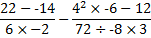 22 − -14 / 6 × −2 − 4² × -6 - 12 / 72 ÷ -8 × 3